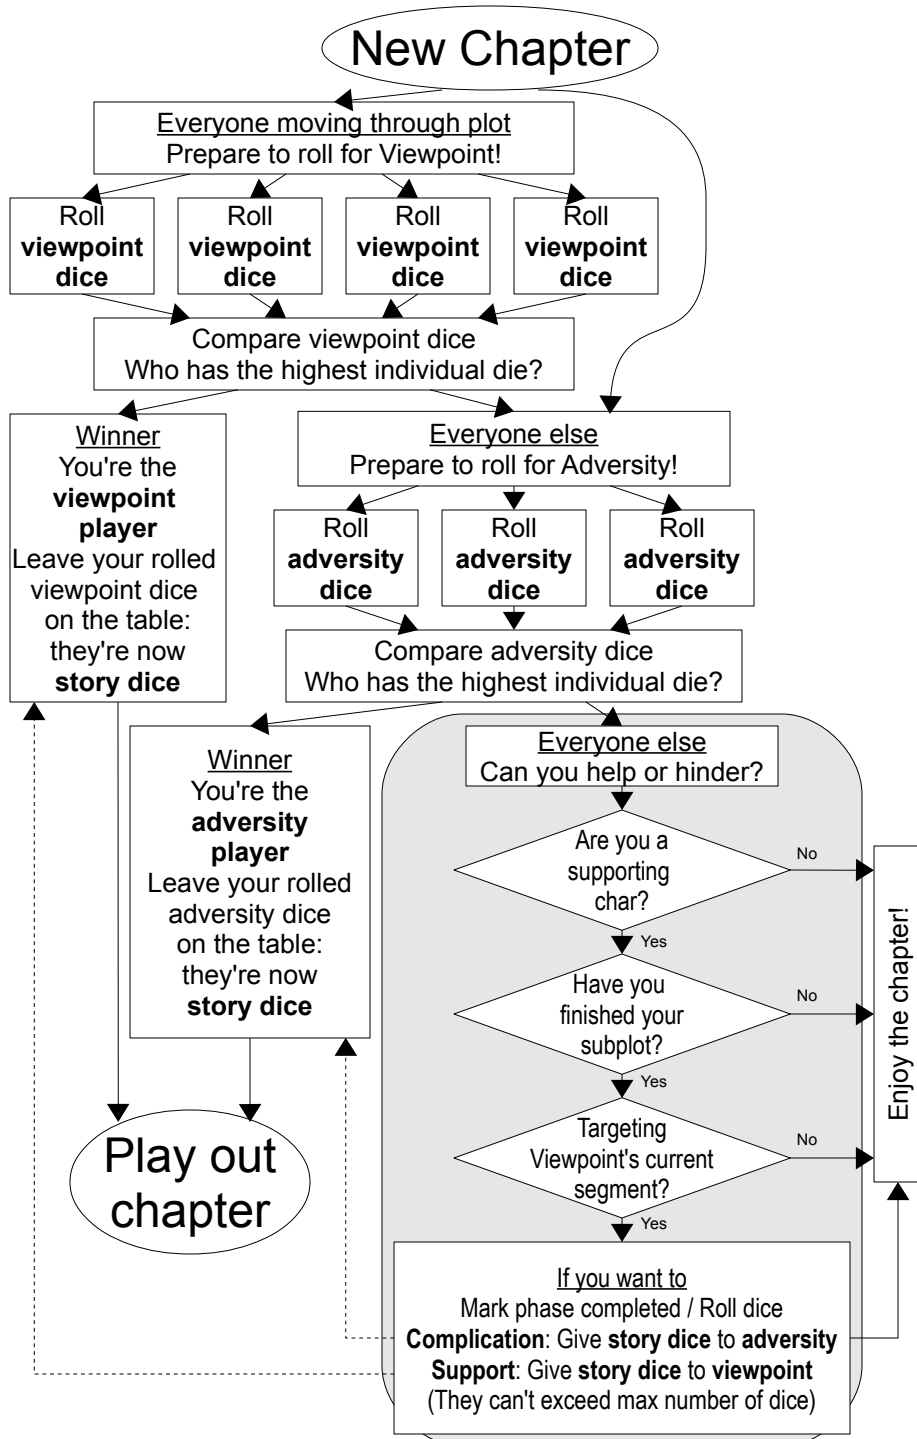 New Chapter
Everyone moving through plot
Prepare to roll for Viewpoint!
Roll
viewpoint
dice
Roll
viewpoint
dice
Roll
viewpoint
dice
Roll
viewpoint
dice
Compare viewpoint dice
Who has the highest individual die?
Winner
You're the
viewpoint
player
Leave your rolled
viewpoint dice
on the table:
they're now
story dice
Everyone else
Prepare to roll for Adversity!
Roll
adversity
dice
Roll
adversity
dice
Roll
adversity
dice
Compare adversity dice
Who has the highest individual die?
Winner
You're the
adversity
player
Leave your rolled
adversity dice
on the table:
they're now
story dice
Play out
chapter
Everyone else
Can you help or hinder?
Are you a
supporting
char?
No
Yes
Have you
finished your
subplot?
No
Yes
Targeting
Viewpoint's current
segment?
No
Yes
If you want to
Mark phase completed / Roll dice
Complication: Give story dice to adversity
Support: Give story dice to viewpoint
(They can't exceed max number of dice)
Enjoy the chapter!